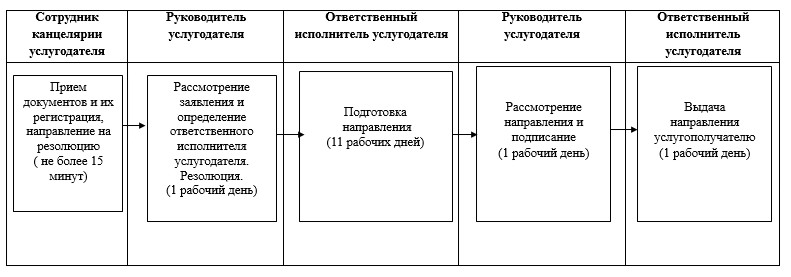 Сотрудник
канцелярии
услугодателя
Руководитель
услугодателя
Ответственный
исполнитель услугодателя
Руководитель
услугодателя
Ответственный
исполнитель
услугодателя
Прием
документов и их
регистрация,
направление на
резолюцию
( не более 15
минут)
Рассмотрение
заявления и
определение
ответственного
исполнителя
услугодателя.
Резолюция.
(1 рабочий день)
Подготовка
направления
(11 рабочих дней)
Рассмотрение
направления и
подписание
(1 рабочий день)
Выдача
направления
услугополучателю
(1 рабочий день)